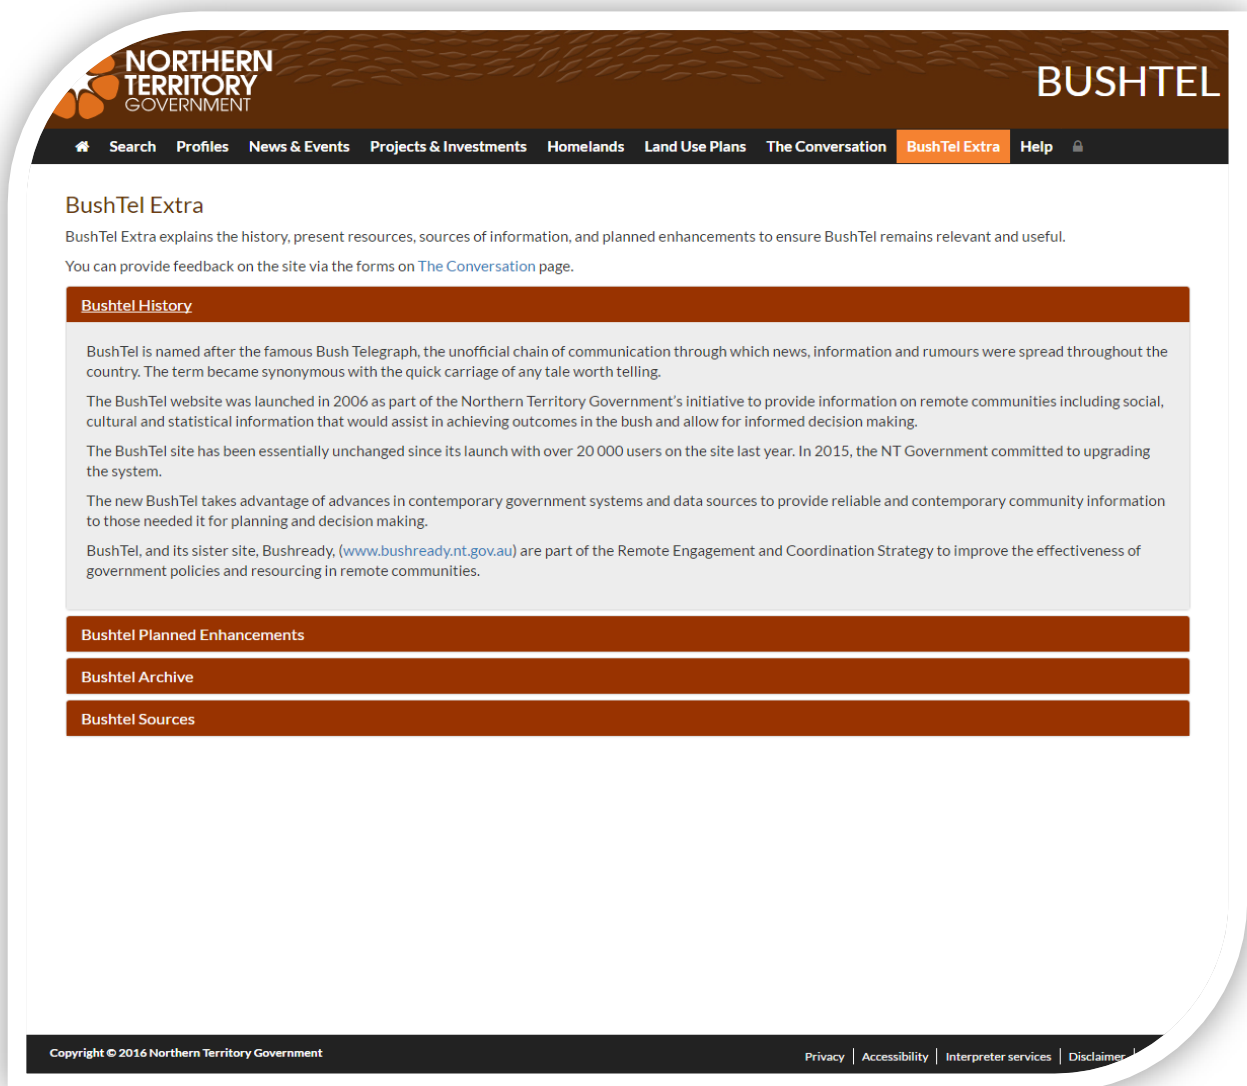 NORTHERN
TERRITORY
GOVERNMENT
BUSHTEL
Search Profiles News & Events Projects & Investments Homelands Land Use Plans The Conversation BushTel Extra Help
BushTel Extra
BushTel Extra explains the history, present resources, sources of information, and planned enhancements to ensure BushTel remains relevant and useful.
You can provide feedback on the site via the forms on The Conversation page.
Bushtel History
BushTel is named after the famous Bush Telegraph, the unofficial chain of communication through which news, information and rumours were spread throughout the
country. The term became synonymous with the quick carriage of any tale worth telling.
The BushTel website was launched in 2006 as part of the Northern Territory Government's initiative to provide information on remote communities including social,
cultural and statistical information that would assist in achieving outcomes in the bush and allow for informed decision making.
The BushTel site has been essentially unchanged since its launch with over 20 000 users on the site last year. In 2015, the NT Government committed to upgrading
the system.
The new BushTel takes advantage of advances in contemporary government systems and data sources to provide reliable and contemporary community information
to those needed it for planning and decision making.
BushTel, and its sister site, Bushready, (www.bushready.nt.gov.au) are part of the Remote Engagement and Coordination Strategy to improve the effectiveness of
government policies and resourcing in remote communities.
Bushtel Planned Enhancements
Bushtel Archive
Bushtel Sources
Copyright © 2016 Northern Territory Government
Privacy | Accessibility | Interpreter services | Disclaimer |